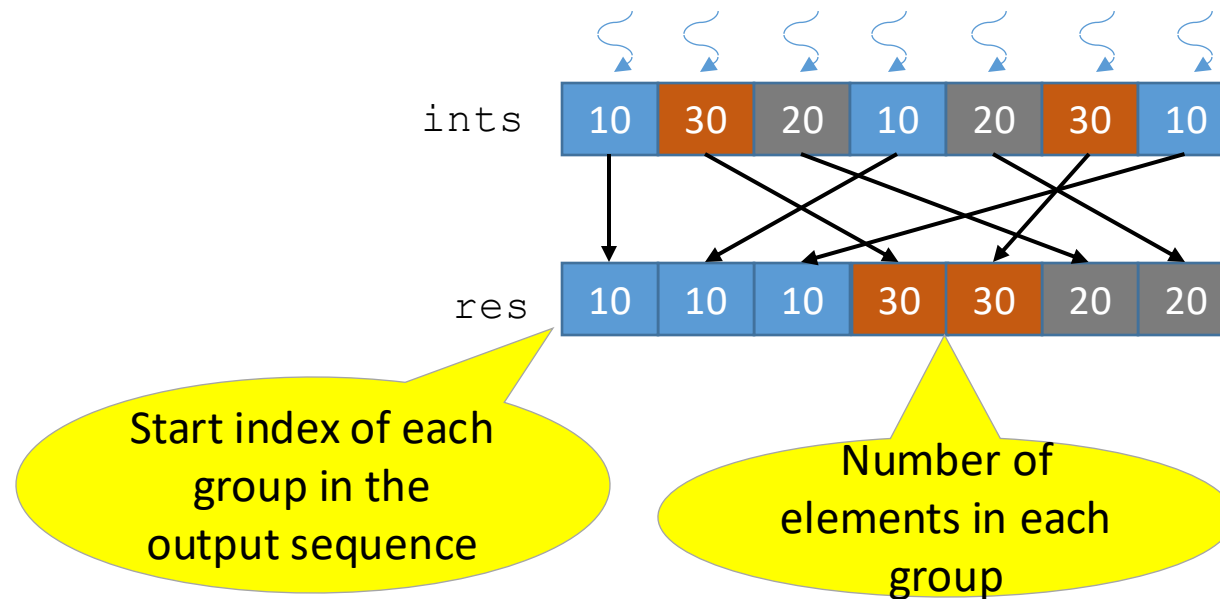 ints 10 30 20 10 20 30 10
res 10 10 10 30 30 20 20
Start index of each
group in the
output sequence
Number of
elements in each
group